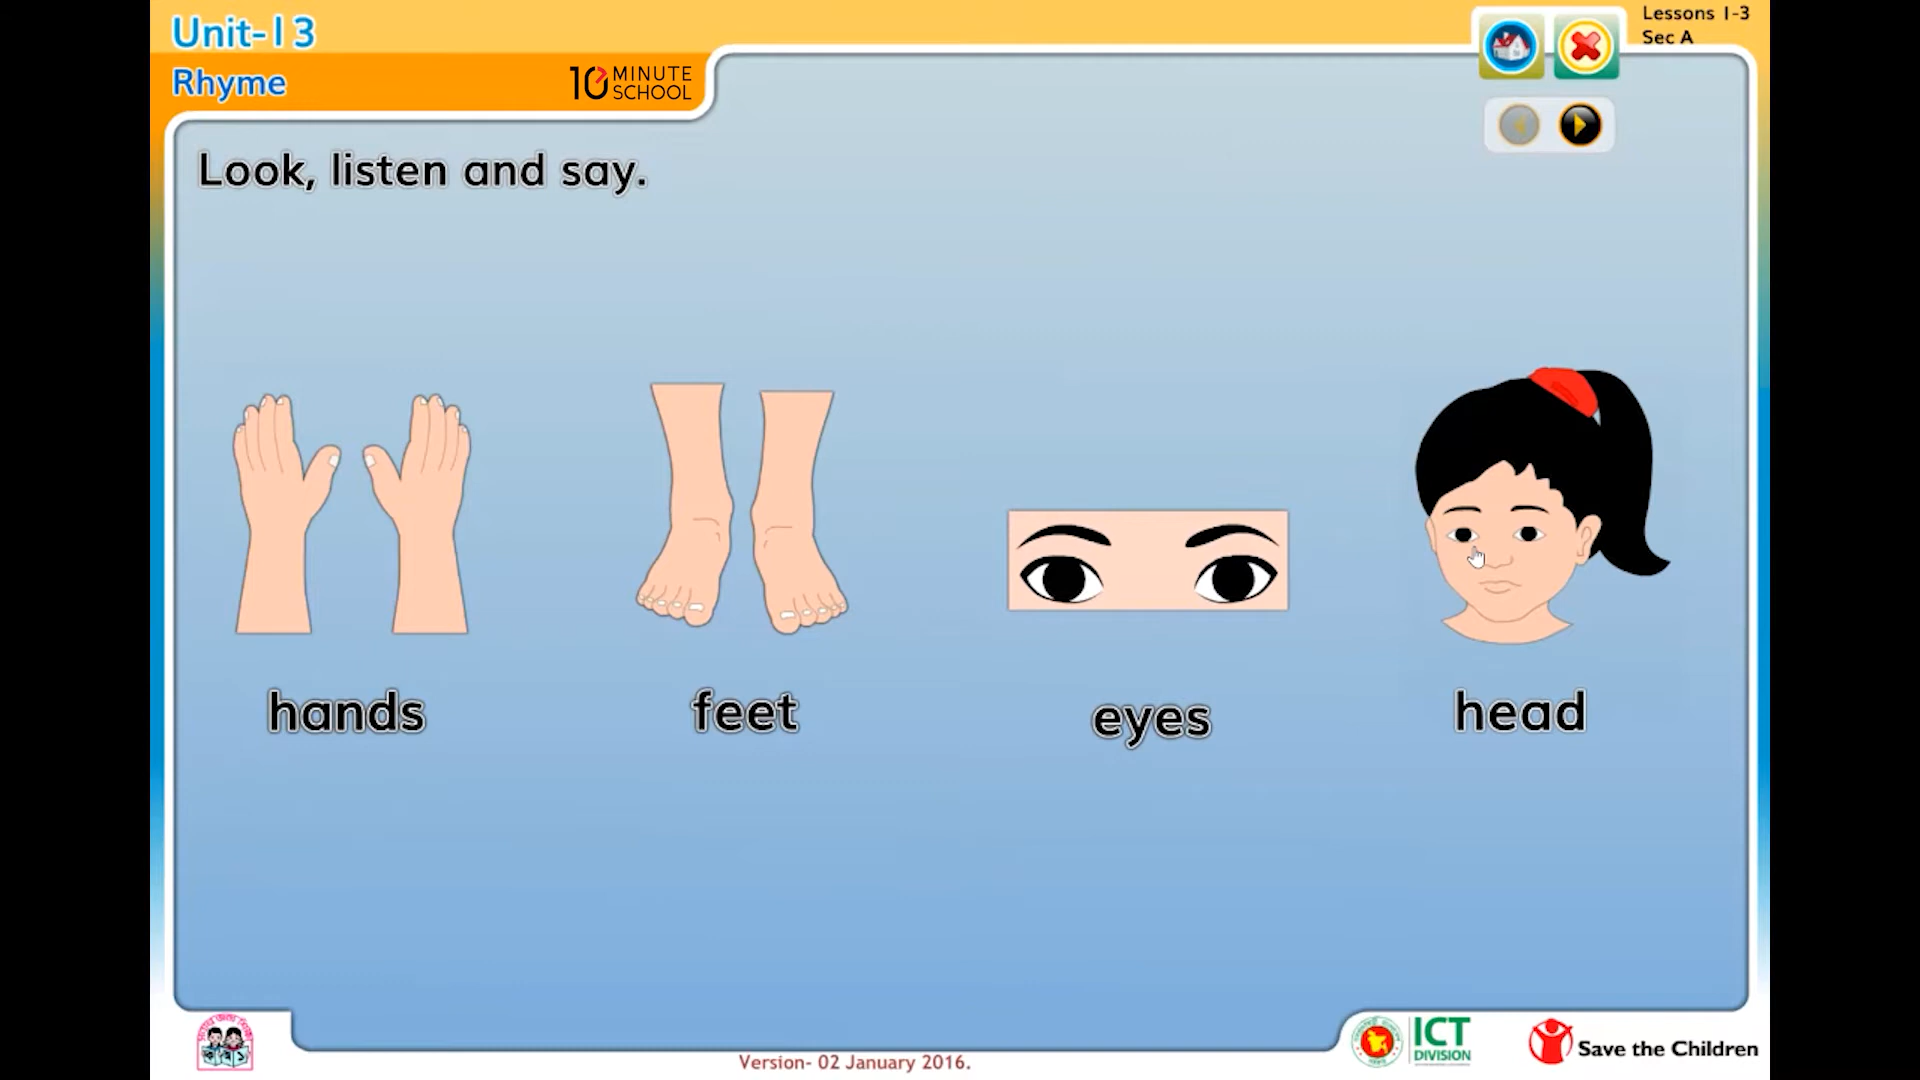 Unit-13
Lessons 1-3
Sec A
Rhyme
10 MINUTE SCHOOL
Look, listen and say.
hands
feet
eyes
head
Version- 02 January 2016.
ICT
DIVISION
Save the Children